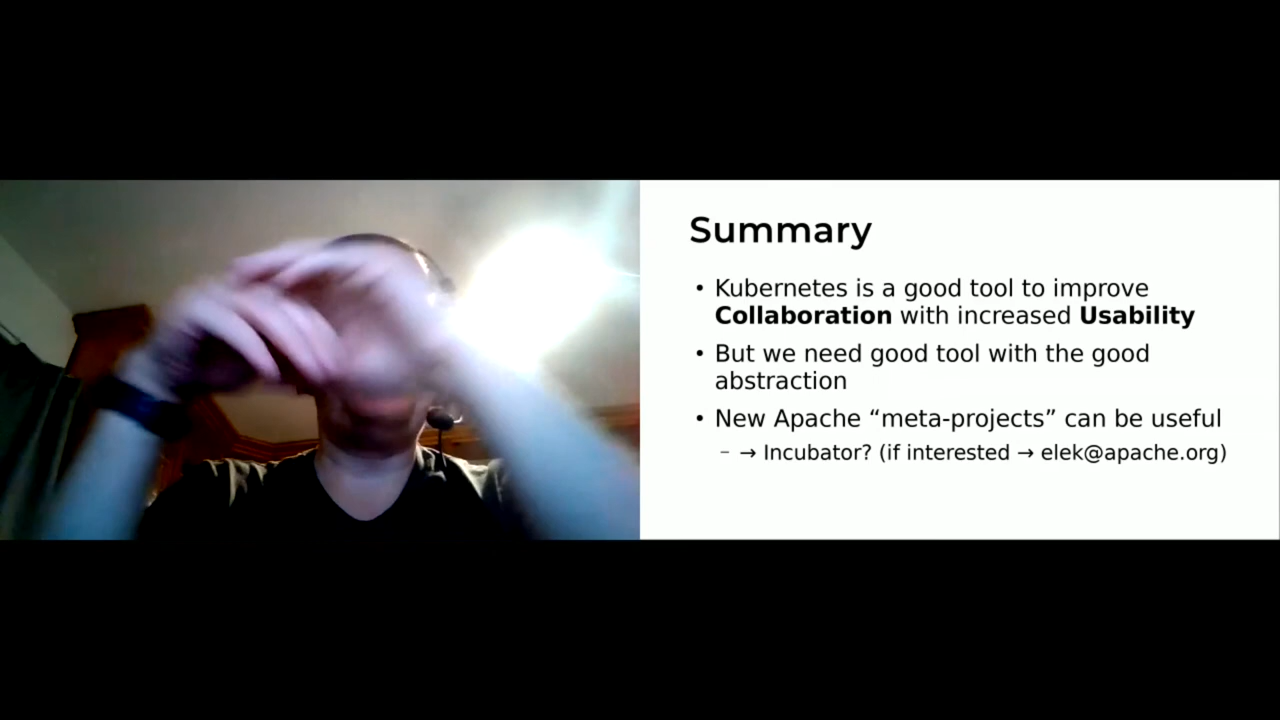 Summary
• Kubernetes is a good tool to improve
Collaboration with increased Usability
• But we need good tool with the good
abstraction
• New Apache “meta-projects” can be useful
– → Incubator? (if interested → elek@apache.org)